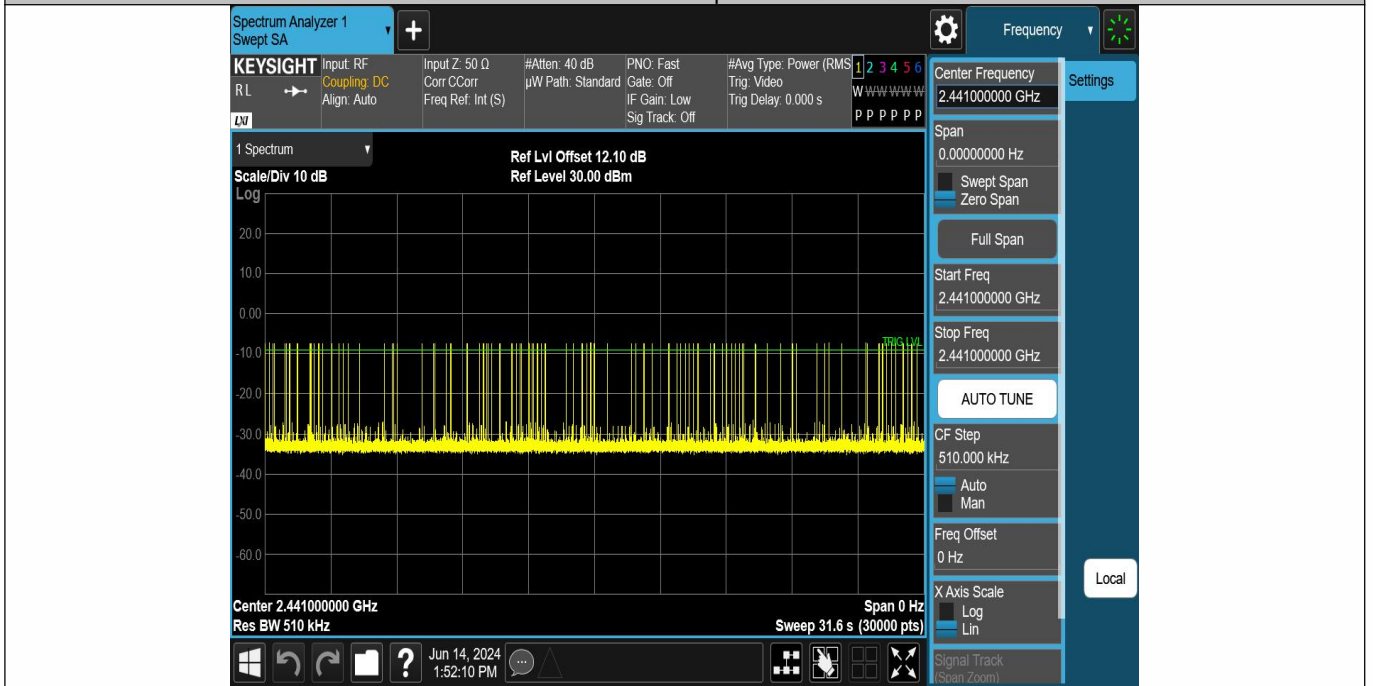 Spectrum Analyzer 1
Swept SA
+
Frequency
KEYSIGHT
RL
LXI
Input: RF
Coupling: DC
Align: Auto
Input Z: 50 Ω
Corr CCorr
Freq Ref: Int (S)
#Atten: 40 dB
µW Path: Standard
PNO: Fast
Gate: Off
IF Gain: Low
Sig Track: Off
#Avg Type: Power (RMS
Trig: Video
Trig Delay: 0.000 s
1 2 3 4 5 6
W W W W W W
P P P P P P
1 Spectrum
Scale/Div 10 dB
Ref Lvl Offset 12.10 dB
Ref Level 30.00 dBm
Log
20.0
10.0
0.00
-10.0
-20.0
-30.0
-40.0
-50.0
-60.0
TRIG LVL
Center 2.441000000 GHz
Res BW 510 kHz
Span 0 Hz
Sweep 31.6 s (30000 pts)
Center Frequency
2.441000000 GHz
Settings
Span
0.00000000 Hz
Swept Span
Zero Span
Full Span
Start Freq
2.441000000 GHz
Stop Freq
2.441000000 GHz
AUTO TUNE
CF Step
510.000 kHz
Auto
Man
Freq Offset
0 Hz
X Axis Scale
Log
Lin
Signal Track
(Span Zoom)
Local
?
Jun 14, 2024
1:52:10 PM